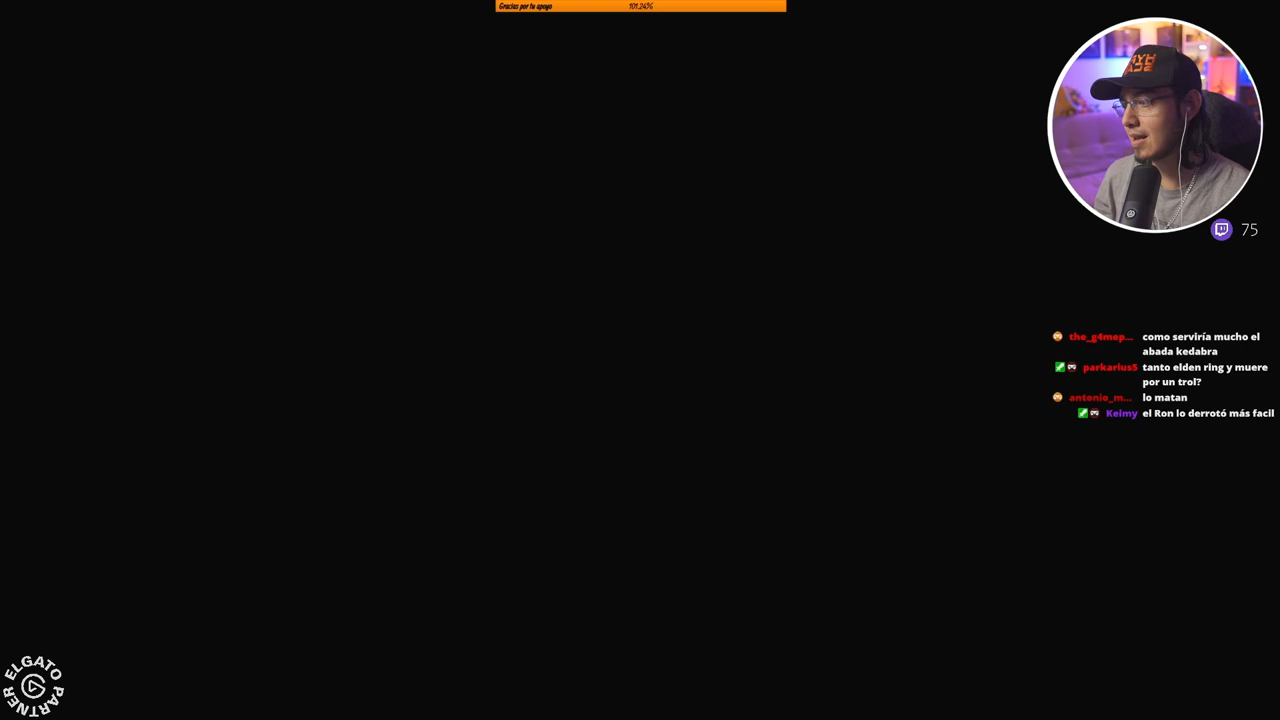 Gracias por tu apoyo 101.24%
75
the_g4mep... como serviría mucho el
abada kedabra
parkarius5 tanto elden ring y muere
por un trol?
antonio_m... lo matan
Kelmy el Ron lo derrotó más facil
ELGATO PARTNER